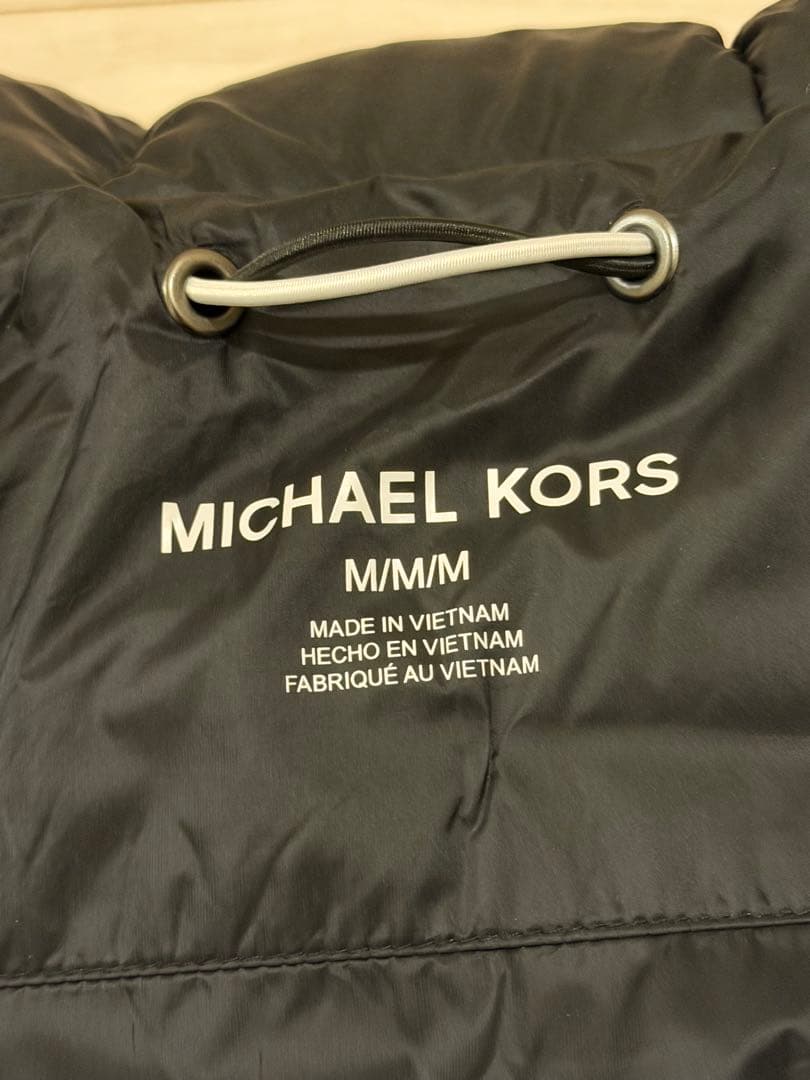 MICHAEL KORS
M/M/M
MADE IN VIETNAM
HECHO EN VIETNAM
FABRIQUÉ AU VIETNAM